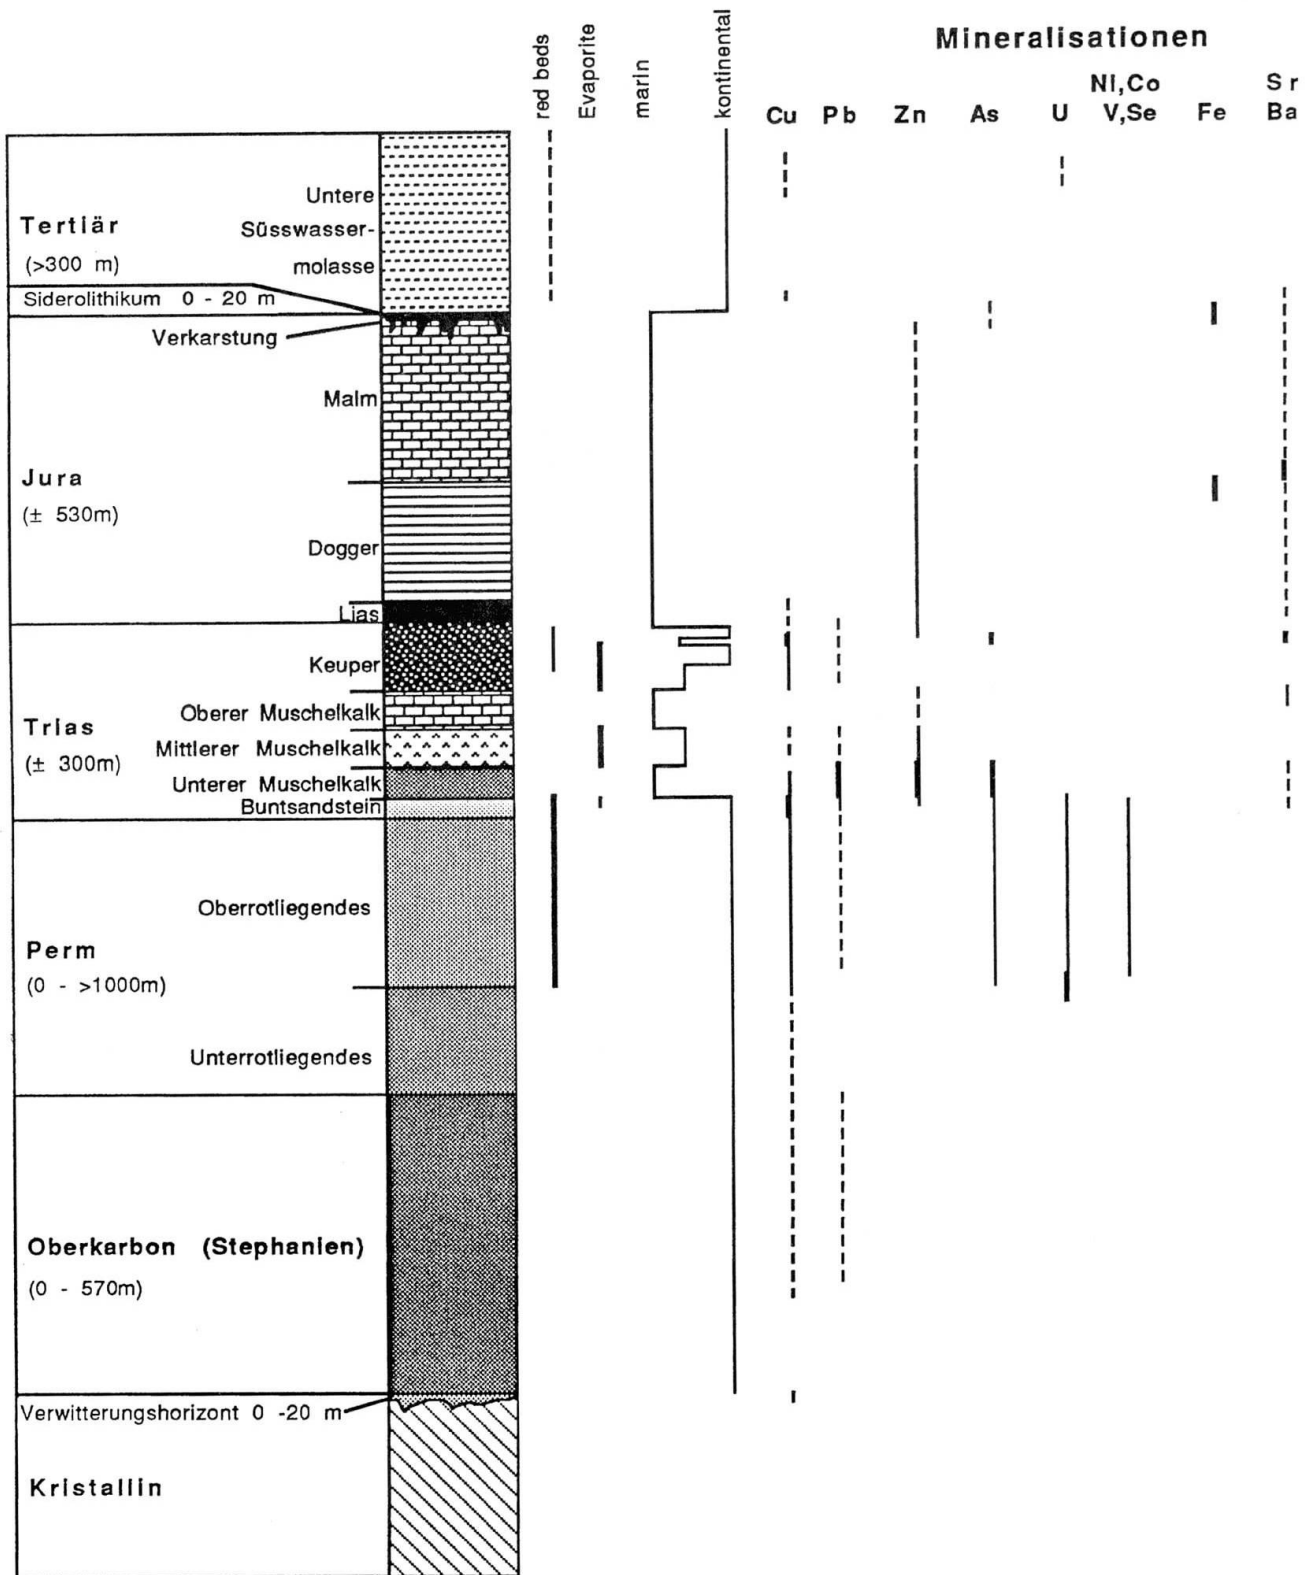 Mineralisationen
red beds
Evaporite
marin
kontinental
Cu
Pb
Zn
As
U
Ni,Co
V,Se
Fe
Sr
Ba
Tertiär
(>300 m)
Untere
Süsswasser-
molasse
Siderolithikum 0 - 20 m
Verkarstung
Malm
Jura
(± 530m)
Dogger
Lias
Keuper
Trias
(± 300m)
Oberer Muschelkalk
Mittlerer Muschelkalk
Unterer Muschelkalk
Buntsandstein
Oberrotliegendes
Perm
(0 - >1000m)
Unterrotliegendes
Oberkarbon (Stephanien)
(0 - 570m)
Verwitterungshorizont 0 -20 m
Kristallin